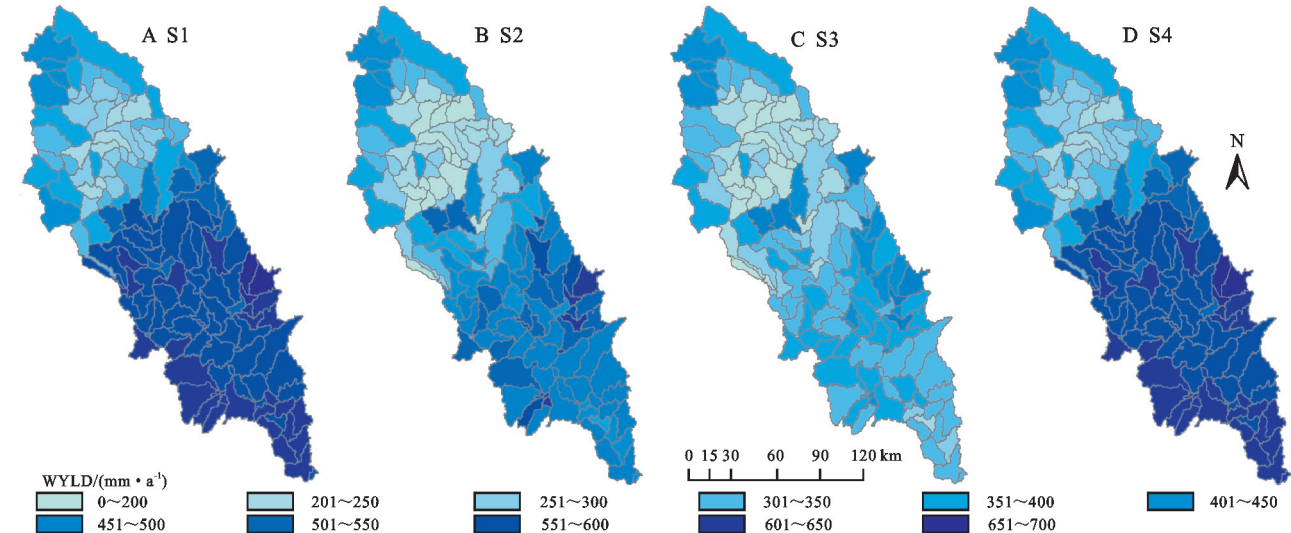 A S1
B S2
C S3
D S4
N
0 15 30 60 90 120 km
WYLD/(mm·a⁻¹)
0～200 201～250 251～300 301～350 351～400 401～450
451～500 501～550 551～600 601～650 651～700